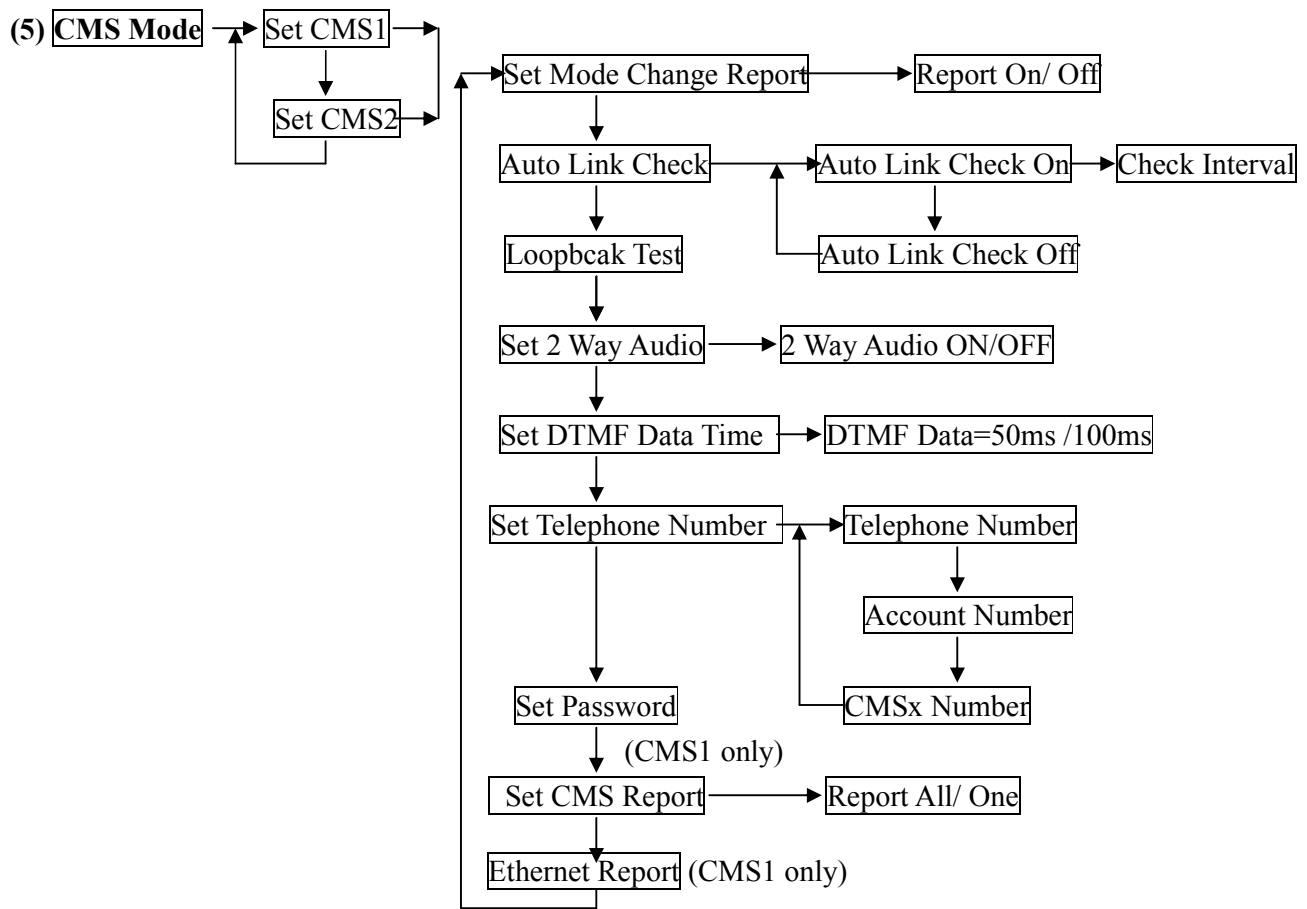 (5) CMS Mode
Set CMS1
Set CMS2
Set Mode Change Report
Report On/ Off
Auto Link Check
Auto Link Check On
Check Interval
Auto Link Check Off
Loopbcak Test
Set 2 Way Audio
2 Way Audio ON/OFF
Set DTMF Data Time
DTMF Data=50ms /100ms
Set Telephone Number
Telephone Number
Account Number
CMSx Number
Set Password
(CMS1 only)
Set CMS Report
Report All/ One
Ethernet Report (CMS1 only)